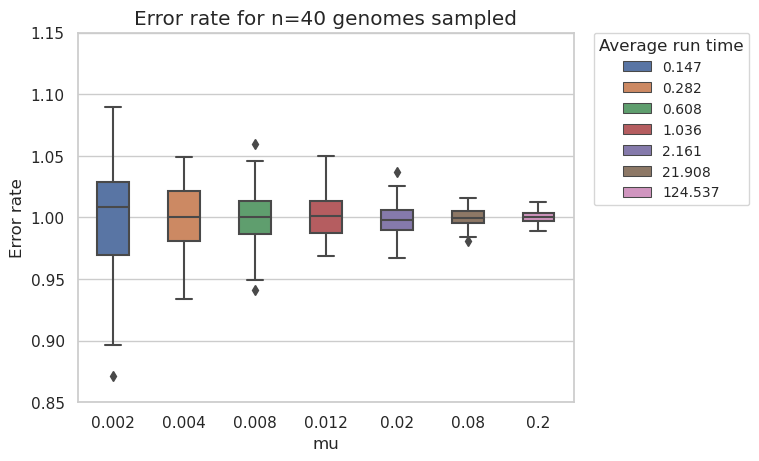 Error rate for n=40 genomes sampled
Error rate
1.15
1.10
1.05
1.00
0.95
0.90
0.85
0.002 0.004 0.008 0.012 0.02 0.08 0.2
mu
Average run time
0.147
0.282
0.608
1.036
2.161
21.908
124.537